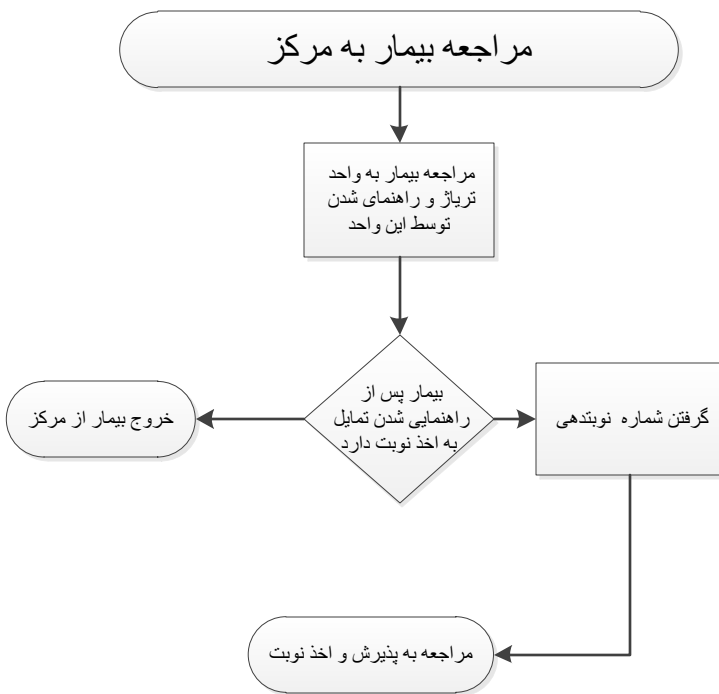 مراجعه بیمار به مرکز
مراجعه بیمار به واحد
تریاژ و راهنمای شدن
توسط این واحد
بیمار پس از
راهنمایی شدن تمایل
به اخذ نوبت دارد
گرفتن شماره نوبتدهی
خروج بیمار از مرکز
مراجعه به پذیرش و اخذ نوبت